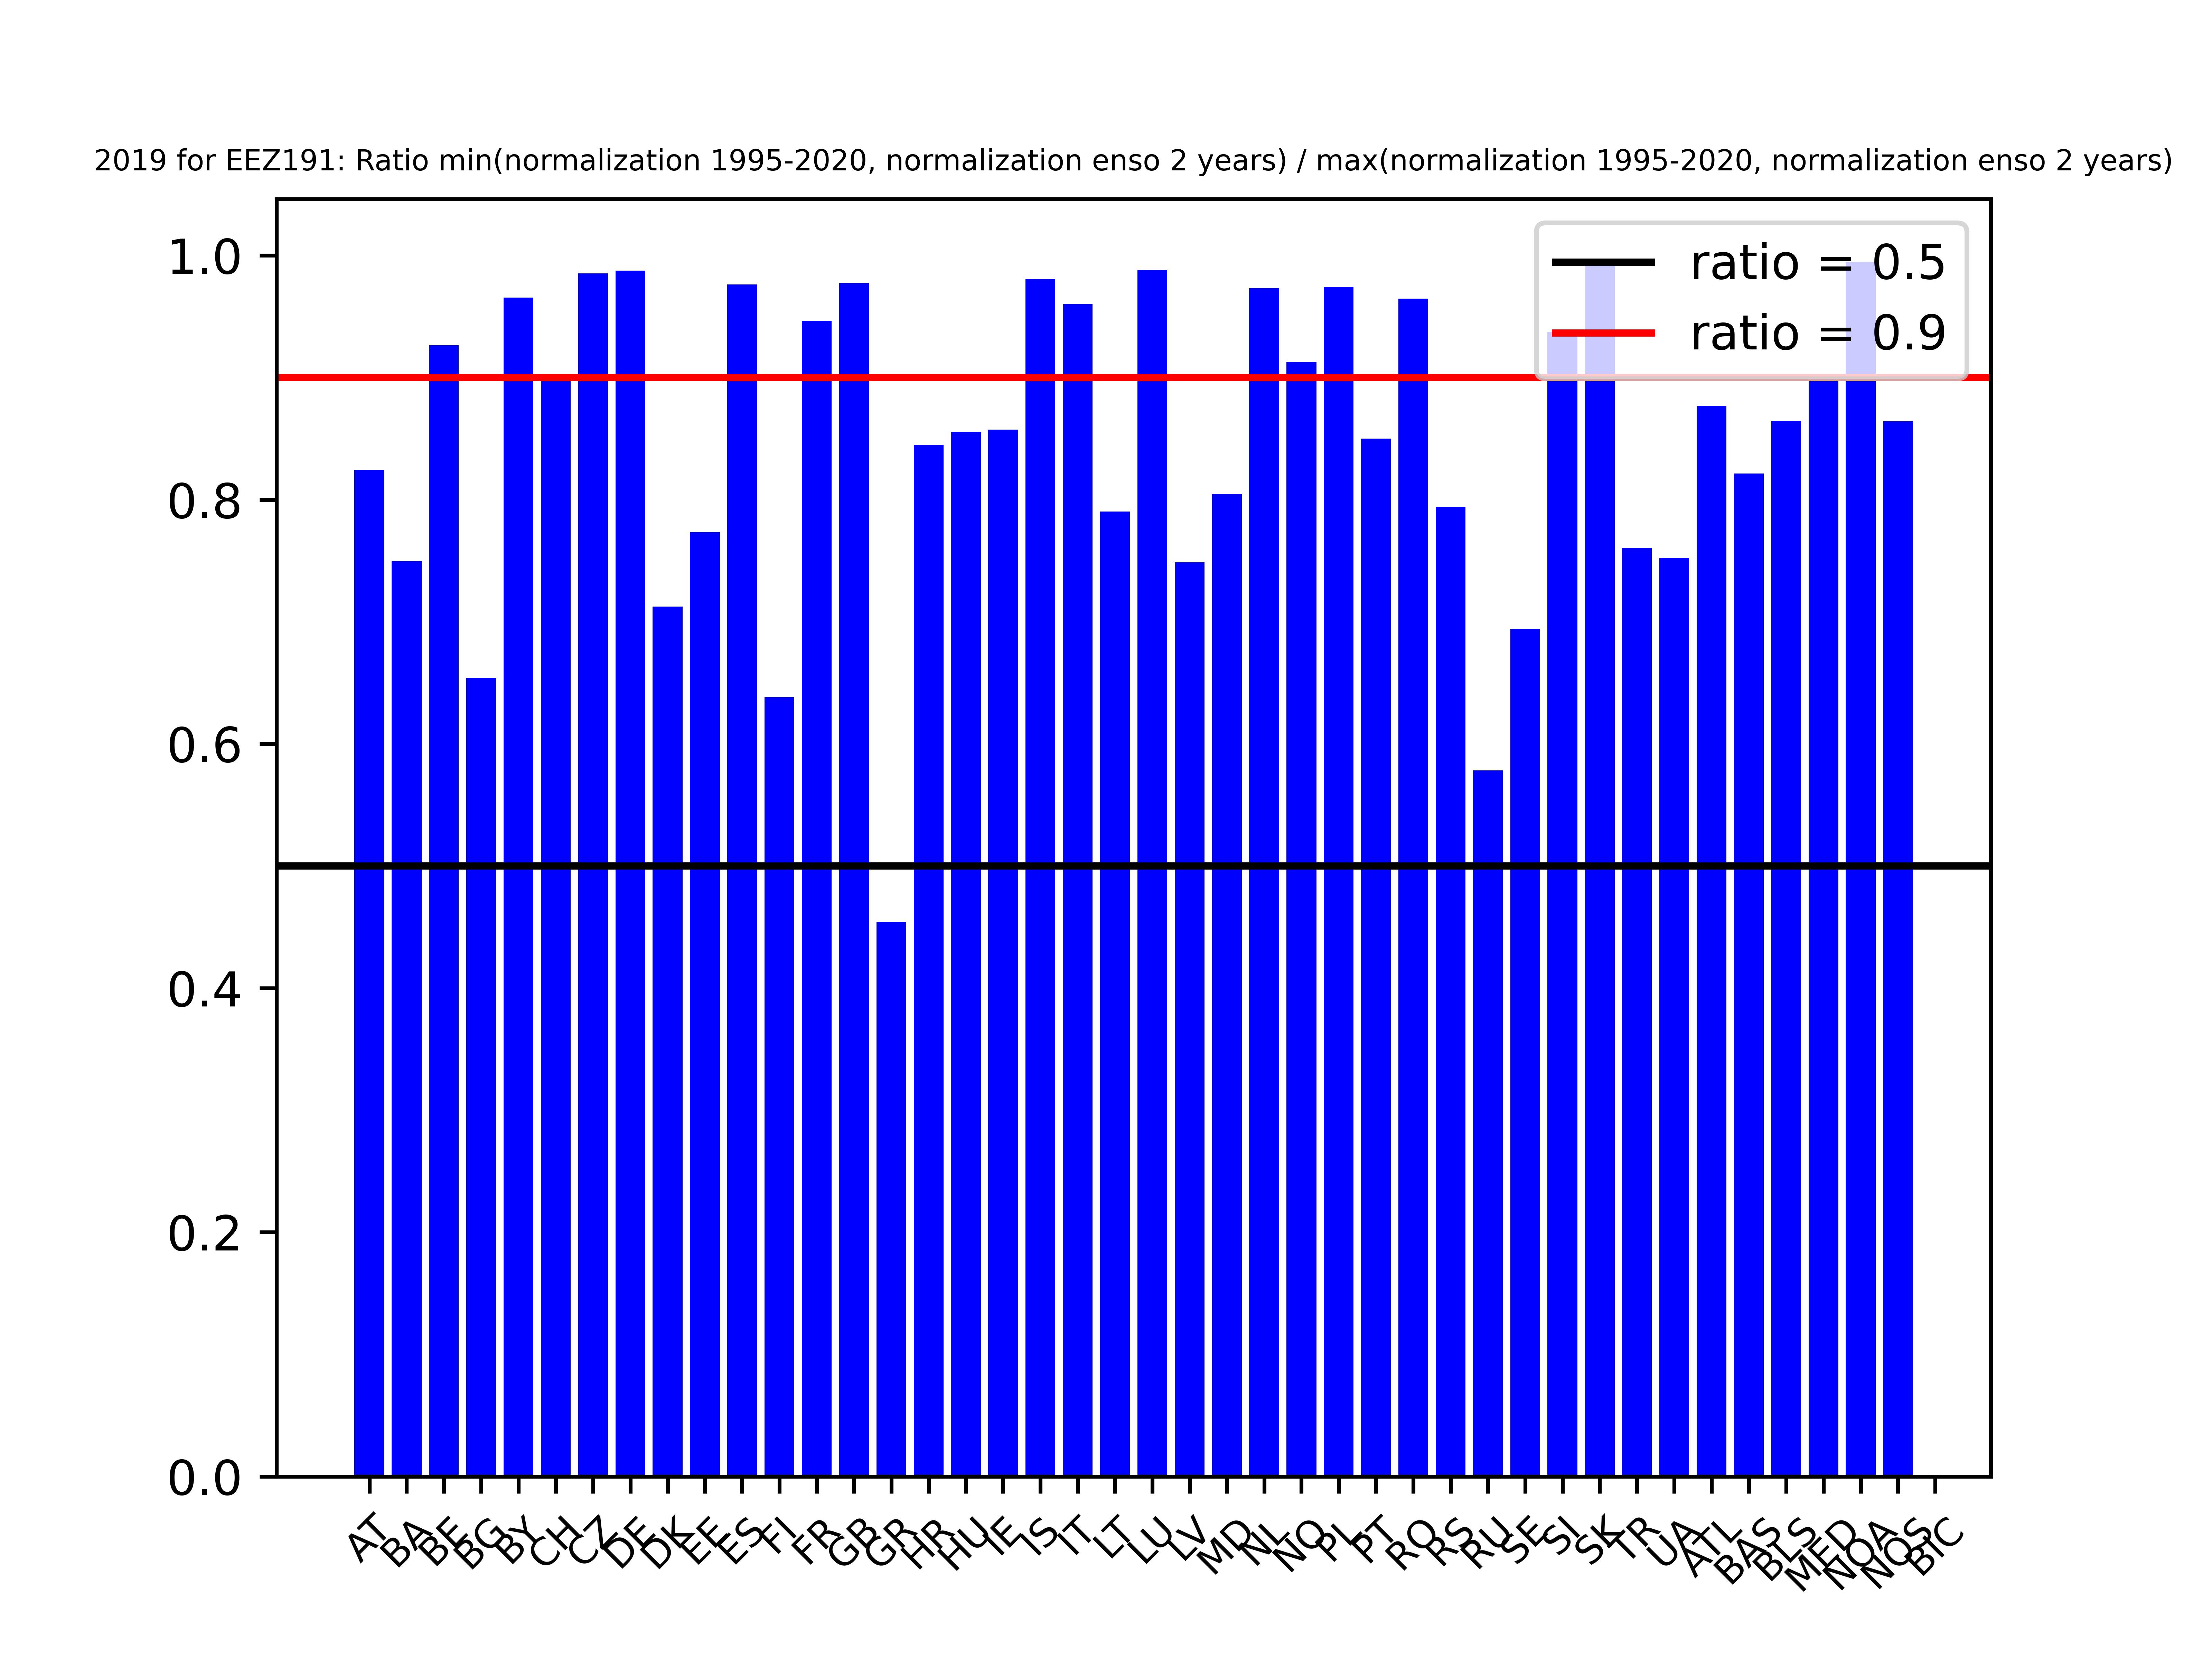 2019 for EEZ191: Ratio min(normalization 1995-2020, normalization enso 2 years) / max(normalization 1995-2020, normalization enso 2 years)
ratio = 0.5
ratio = 0.9
1.0
0.8
0.6
0.4
0.2
0.0
AT BA BE BG BY CH CZ DE DK EE ES FI FR GB GR HR HU IE IS IT LT LU LV MD NL NO PL PT RO RS RU SE SI SK TR UA ATL BAS BLS MED NOA NOS BIC